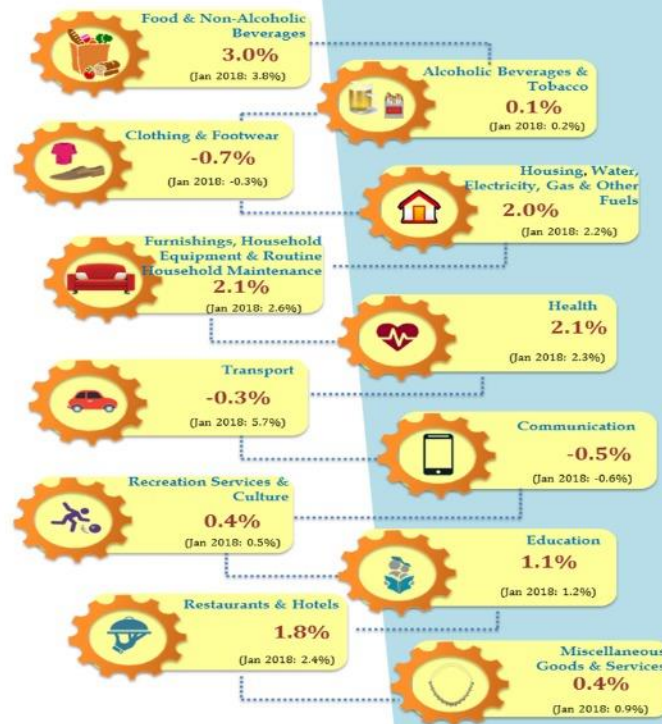 Food & Non-Alcoholic
Beverages
3.0%
(Jan 2018: 3.8%)
Alcoholic Beverages &
Tobacco
0.1%
(Jan 2018: 0.2%)
Clothing & Footwear
-0.7%
(Jan 2018: -0.3%)
Housing, Water,
Electricity, Gas & Other
Fuels
2.0%
(Jan 2018: 2.2%)
Furnishings, Household
Equipment & Routine
Household Maintenance
2.1%
(Jan 2018: 2.6%)
Health
2.1%
(Jan 2018: 2.3%)
Transport
-0.3%
(Jan 2018: 5.7%)
Communication
-0.5%
(Jan 2018: -0.6%)
Recreation Services &
Culture
0.4%
(Jan 2018: 0.5%)
Education
1.1%
(Jan 2018: 1.2%)
Restaurants & Hotels
1.8%
(Jan 2018: 2.4%)
Miscellaneous
Goods & Services
0.4%
(Jan 2018: 0.9%)